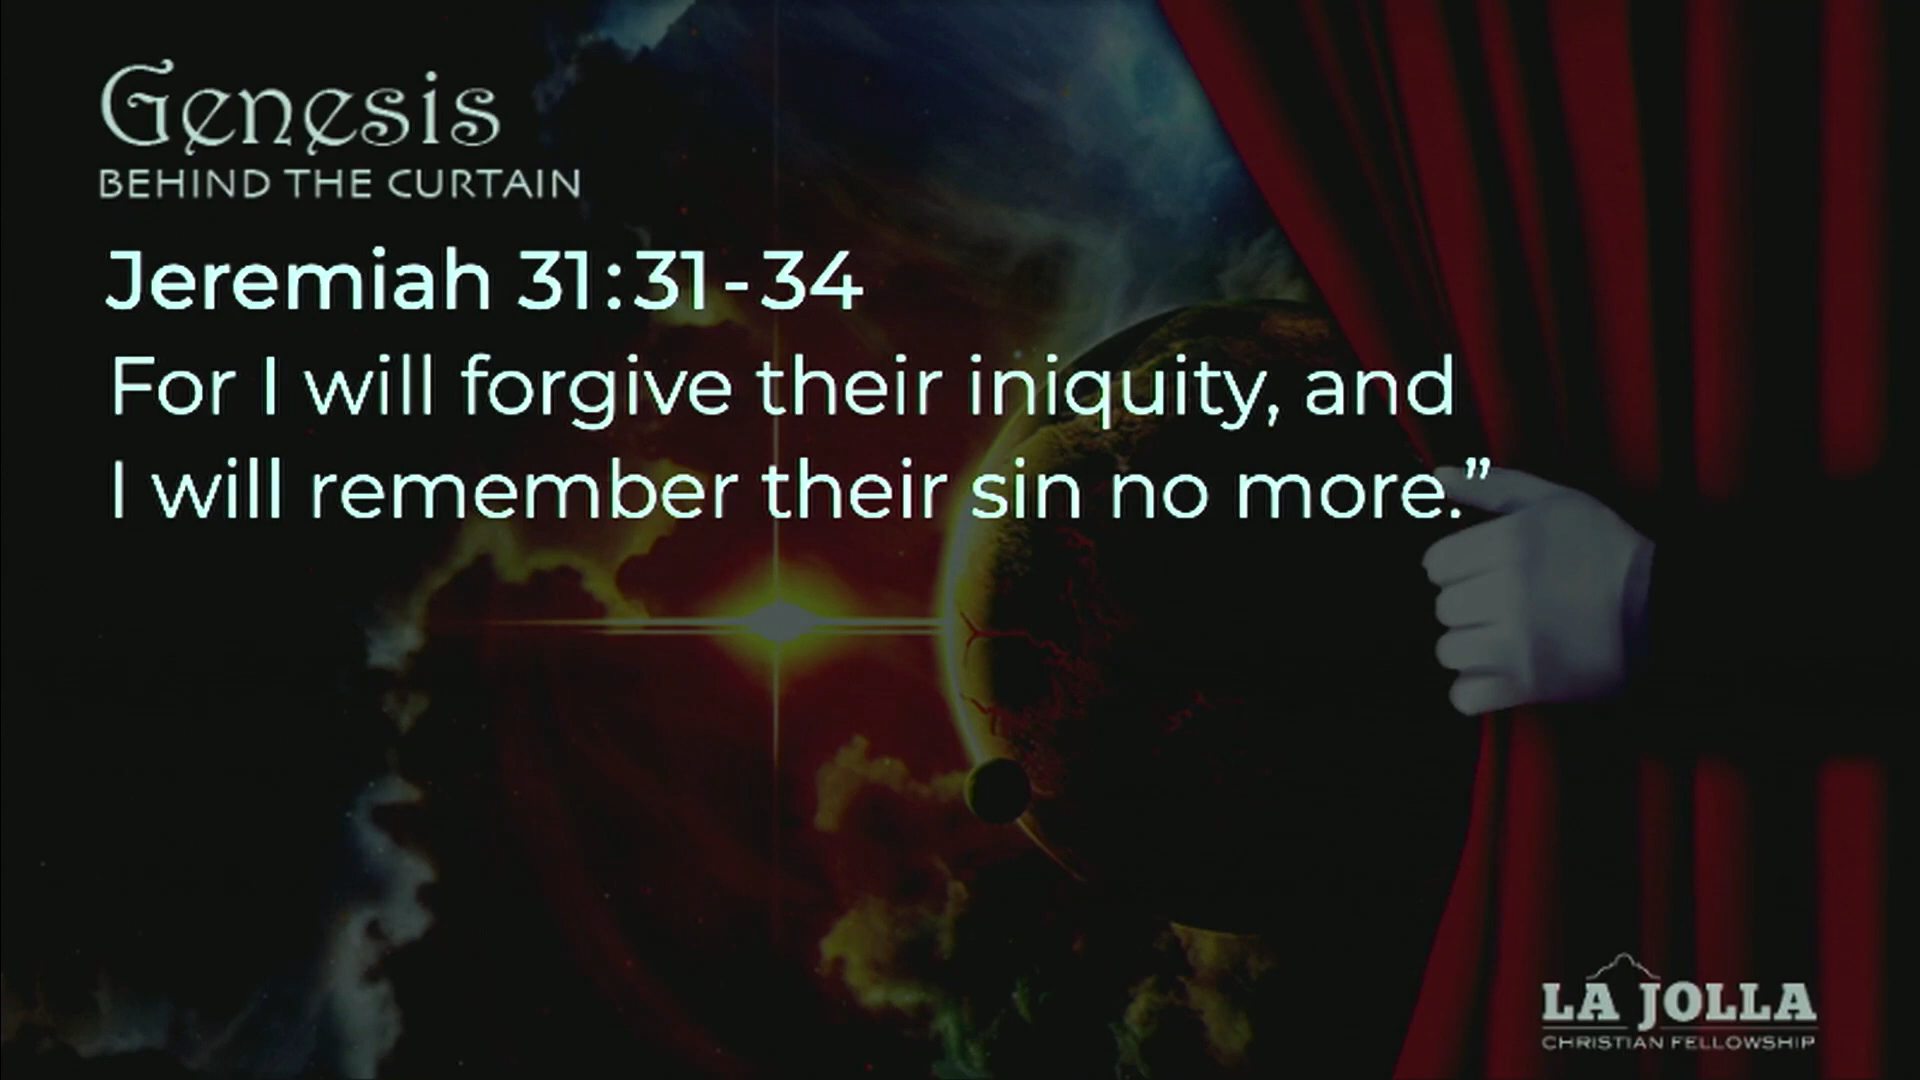 Genesis
BEHIND THE CURTAIN
Jeremiah 31:31-34
For I will forgive their iniquity, and
I will remember their sin no more.”
LA JOLLA
CHRISTIAN FELLOWSHIP